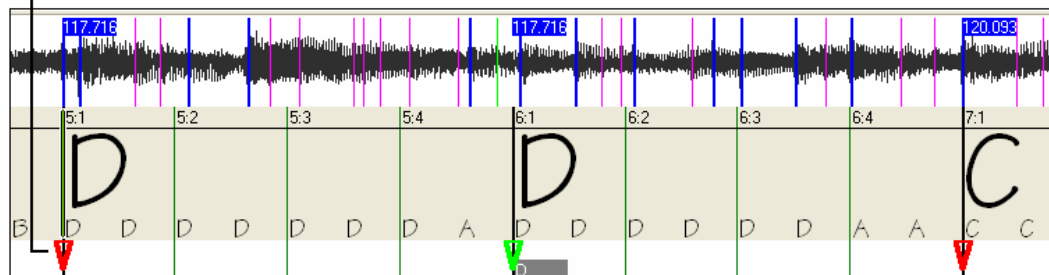 117.716 117.716 120.093
5:1 5:2 5:3 5:4 6:1 6:2 6:3 6:4 7:1
D D C
B D D D D D D D A D D D D D D A A C C
D